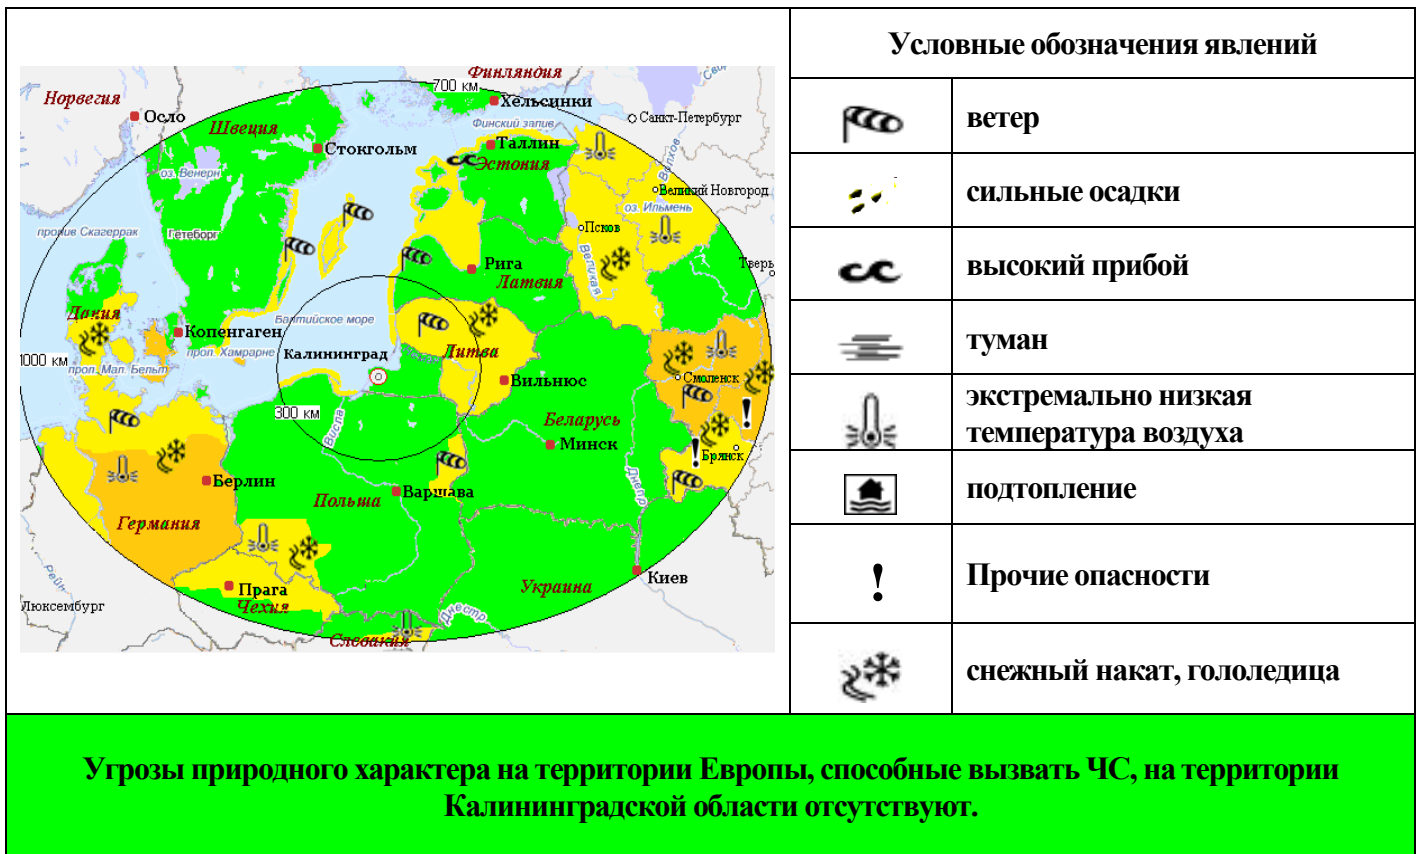 Условные обозначения явлений
ветер
сильные осадки
высокий прибой
туман
экстремально низкая
температура воздуха
подтопление
!
Прочие опасности
снежный накат, гололедица
Норвегия
Осло
Швеция
Стокгольм
оз. Венерн
пролив Скагеррак
Гетеборг
700 км
Финляндия
Хельсинки
Финский залив
Таллин
Эстония
Санкт-Петербург
Волхов
Великий Новгород
оз. Ильмень
Псков
Великая
Тверь
Рига
Латвия
Дания
Копенгаген
Балтийское море
прол. Хамрарне
1000 км
прол. Мал. Бельт
Калининград
Литва
Вильнюс
Смоленск
300 км
Висла
Беларусь
Минск
!
!
Брянск
Днепр
Берлин
Варшава
Польша
Германия
Украина
Киев
Прага
Чехия
Рейн
Люксембург
Днестр
Словакия
Угрозы природного характера на территории Европы, способные вызвать ЧС, на территории
Калининградской области отсутствуют.